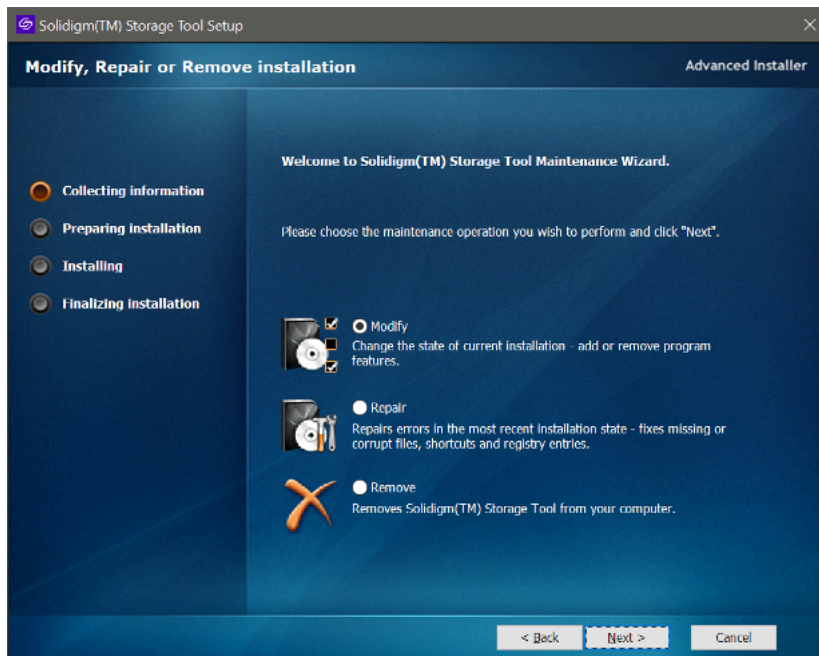 Solidigm(TM) Storage Tool Setup
Modify, Repair or Remove installation
Advanced Installer
Collecting information
Preparing installation
Installing
Finalizing installation
Welcome to Solidigm(TM) Storage Tool Maintenance Wizard.
Please choose the maintenance operation you wish to perform and click "Next".
Modify
Change the state of current installation - add or remove program
features.
Repair
Repairs errors in the most recent installation state - fixes missing or
corrupt files, shortcuts and registry entries.
Remove
Removes Solidigm(TM) Storage Tool from your computer.
< Back
Next >
Cancel